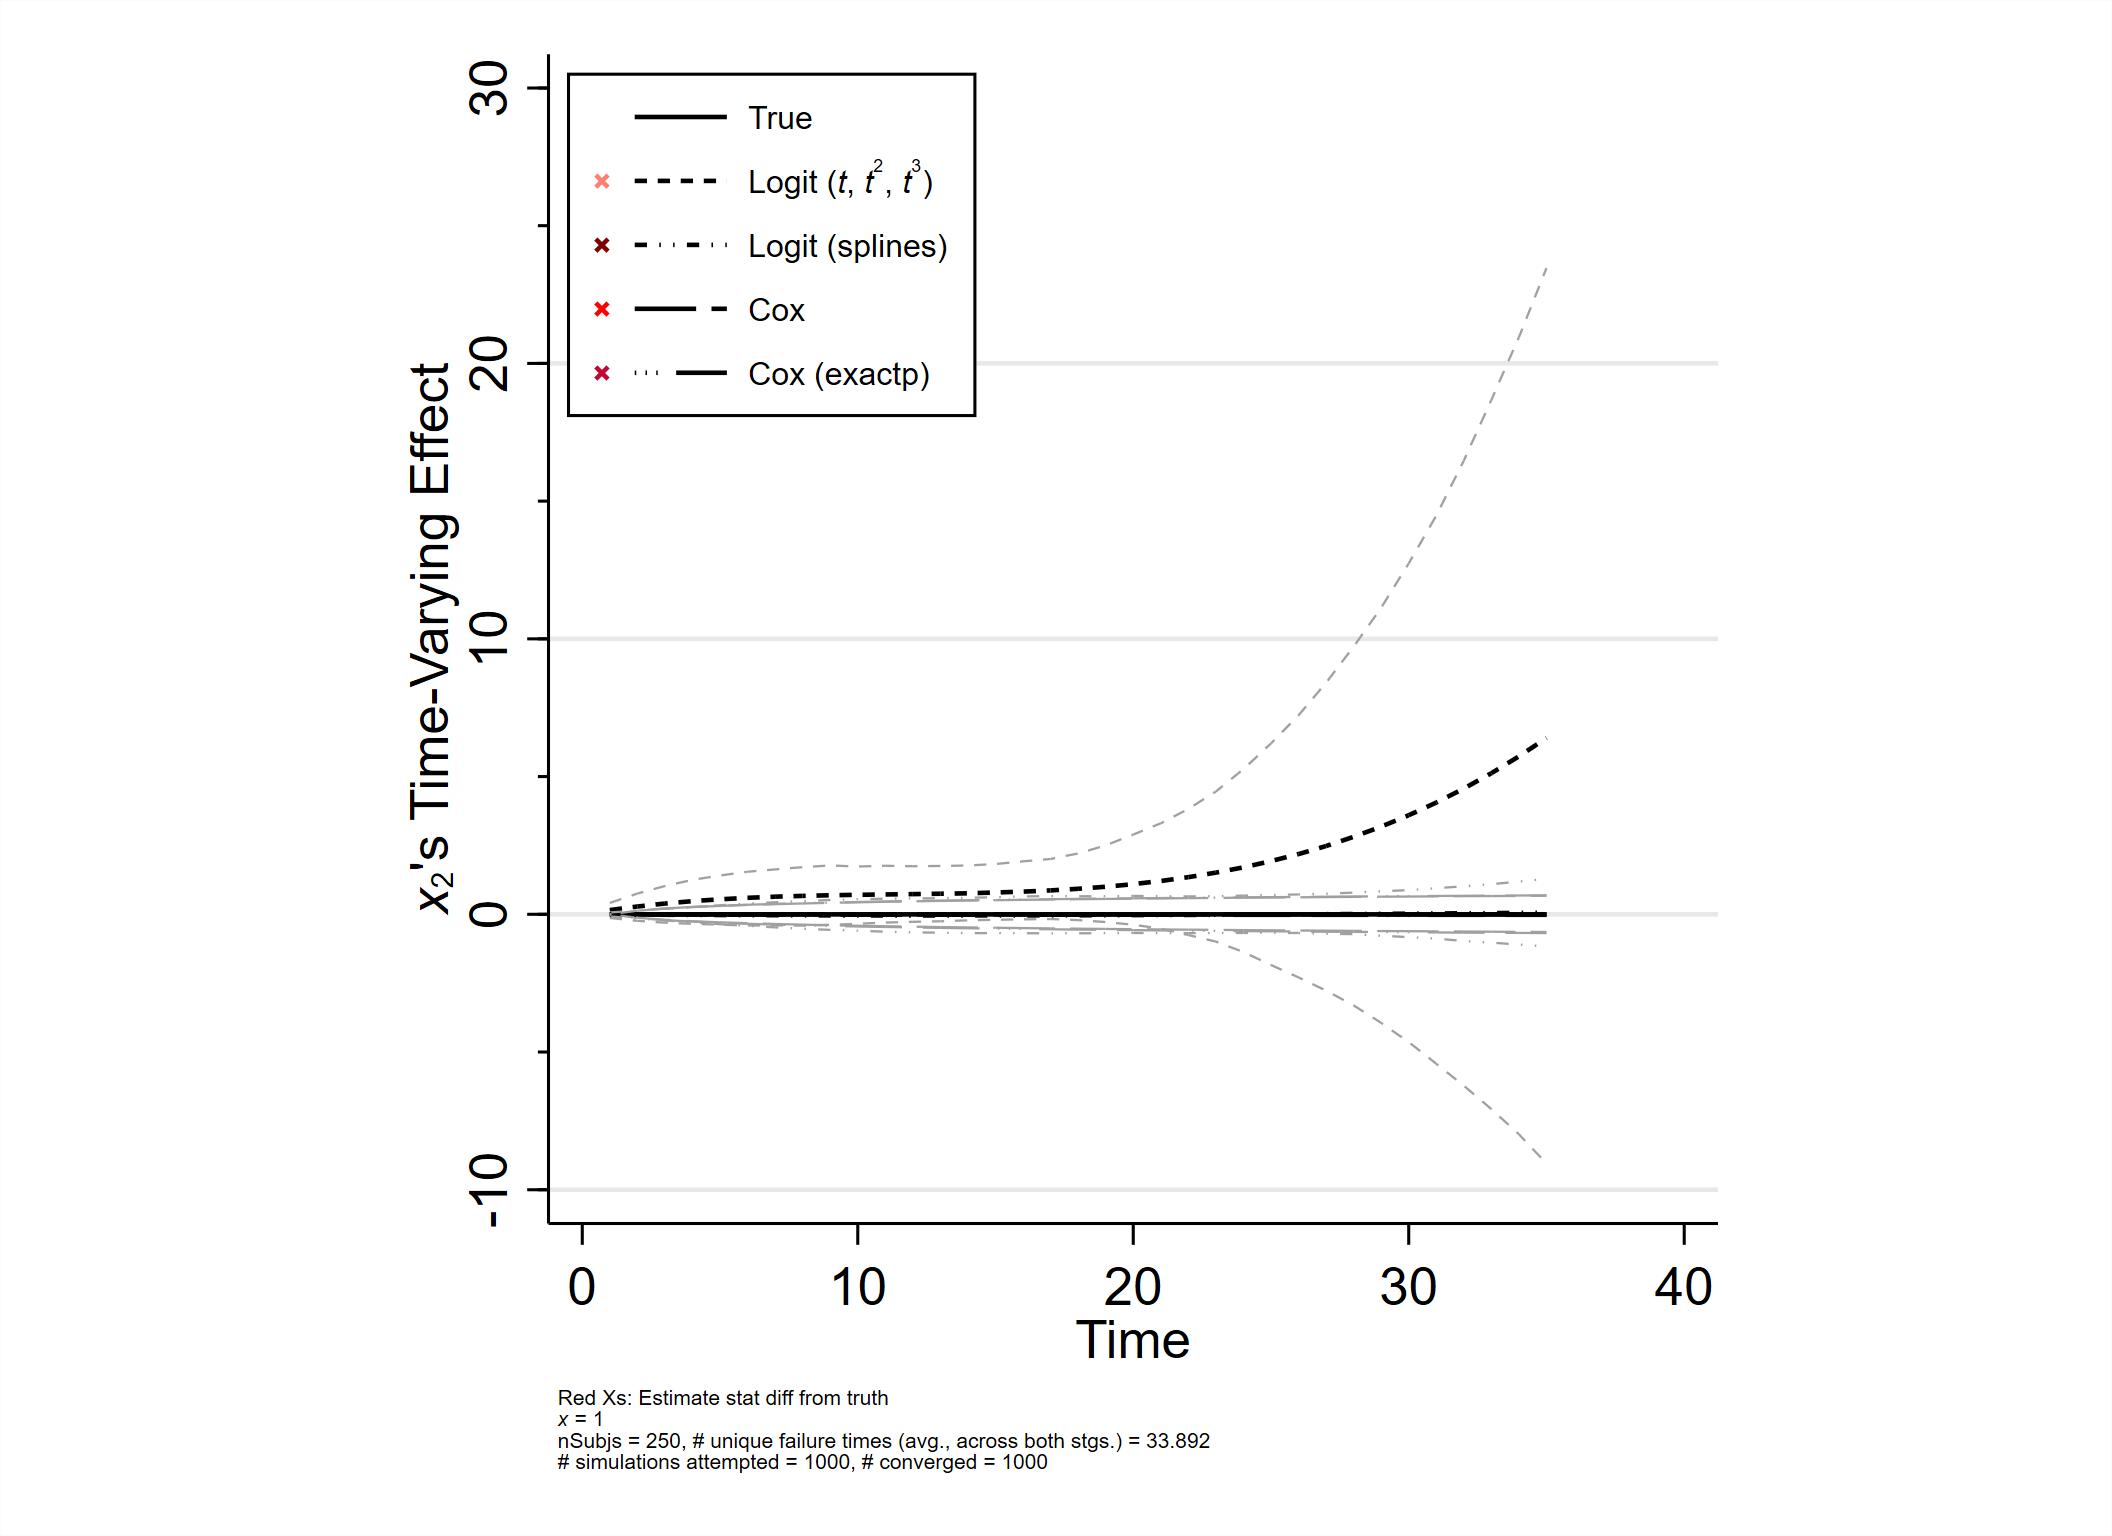 30
20
10
0
-10
x₂'s Time-Varying Effect
True
Logit (t, t², t³)
Logit (splines)
Cox
Cox (exactp)
0 10 20 30 40
Time
Red Xs: Estimate stat diff from truth
x = 1
nSubjs = 250, # unique failure times (avg., across both stgs.) = 33.892
# simulations attempted = 1000, # converged = 1000